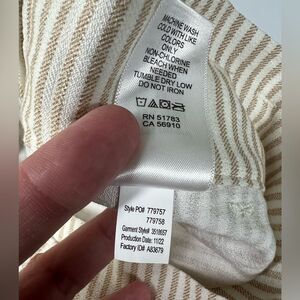 MACHINE WASH
COLD WITH LIKE
COLORS
ONLY
NON-CHLORINE
BLEACH WHEN
NEEDED
TUMBLE DRY LOW
DO NOT IRON
RN 51783
CA 56910
Style PO# 779757
779758
Garment Style# 3518657
Production Date: 11/22
Factory ID# A83679